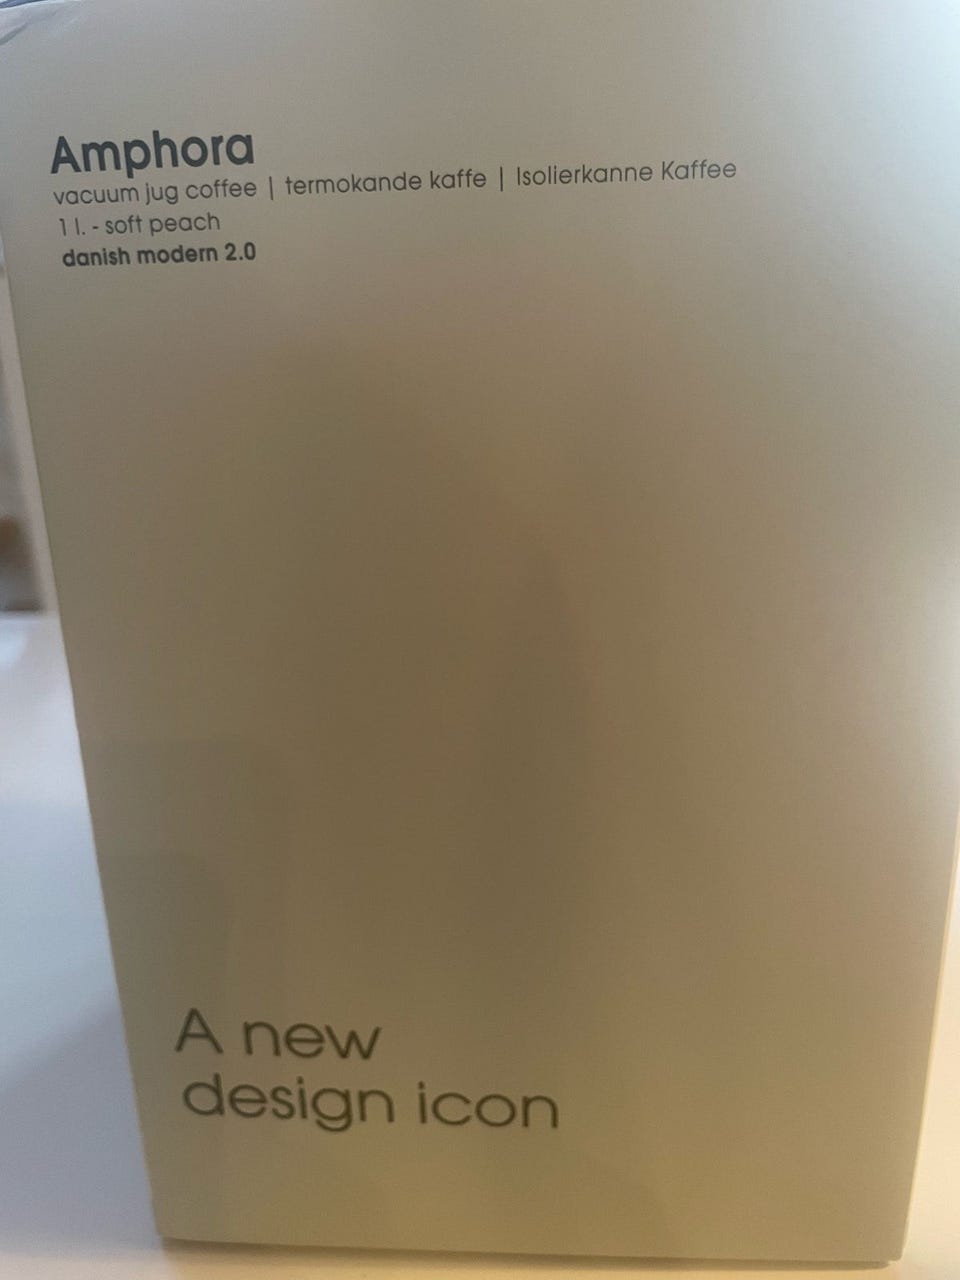 Amphora
vacuum jug coffee | termokande kaffe | Isolierkanne Kaffee
1 l. - soft peach
danish modern 2.0
A new
design icon